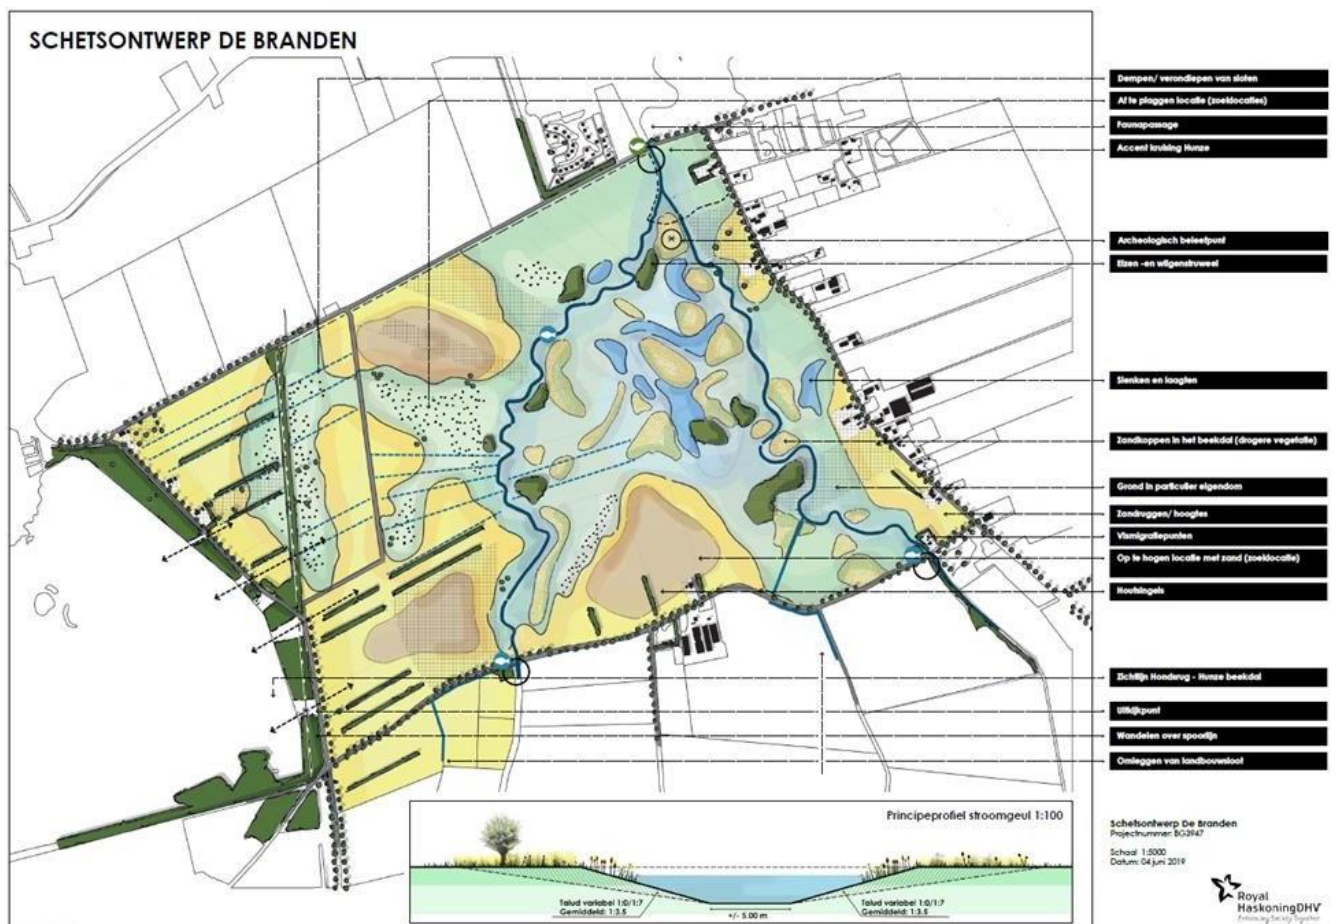 SCHETSONTWERP DE BRANDEN
Dempen/ verondiepen van sloten
Af te plaggen locatie (zoeklocaties)
Faunapassage
Accent kruising Hunze
Archeologisch beleefpunt
Elzen -en wilgenstruweel
Slenken en laagten
Zandkoppen in het beekdal (drogere vegetatie)
Grond in particulier eigendom
Zandruggen/ hoogtes
Vismigratiepunten
Op te hogen locatie met zand (zoeklocatie)
Houtsingels
Zichtlijn Hondsrug - Hunze beekdal
Uitkijkpunt
Wandelen over spoorlijn
Omleggen van landbouwsloot
Principeprofiel stroomgeul 1:100
Talud variabel 1:0/1:7
Gemiddeld: 1:3.5
+/- 5.00 m
Talud variabel 1:0/1:7
Gemiddeld: 1:3.5
Schetsontwerp De Branden
Projectnummer: BG3947
Schaal 1:5000
Datum: 04 juni 2019
Royal
HaskoningDHV
Enhancing Society Together